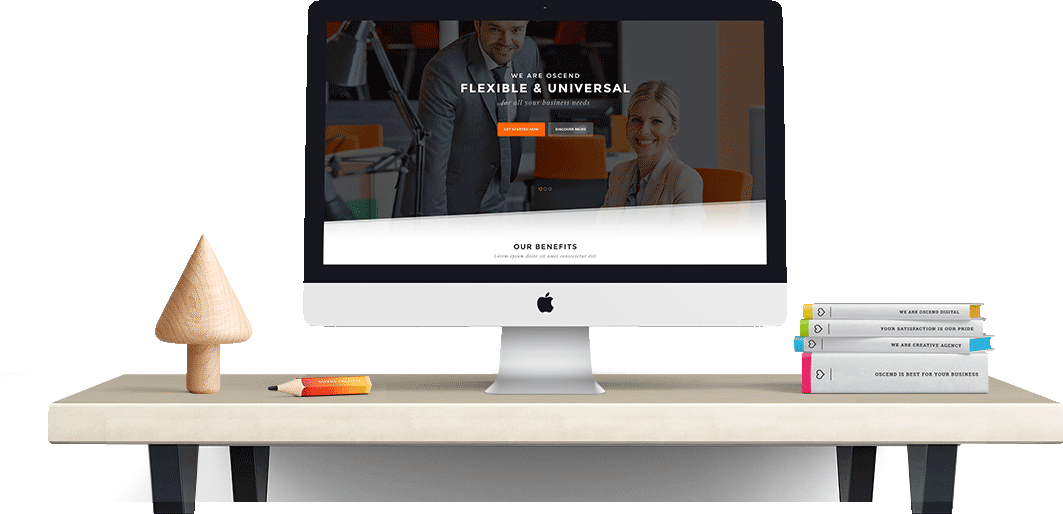 WE ARE OSCEND
FLEXIBLE & UNIVERSAL
for all your business needs
GET STARTED NOW
DISCOVER MORE
OUR BENEFITS
Lorem ipsum dolor sit amet consectetur elit
WE ARE OSCEND DIGITAL
YOUR SATISFACTION IS OUR PRIDE
WE ARE CREATIVE AGENCY
OSCEND IS BEST FOR YOUR BUSINESS